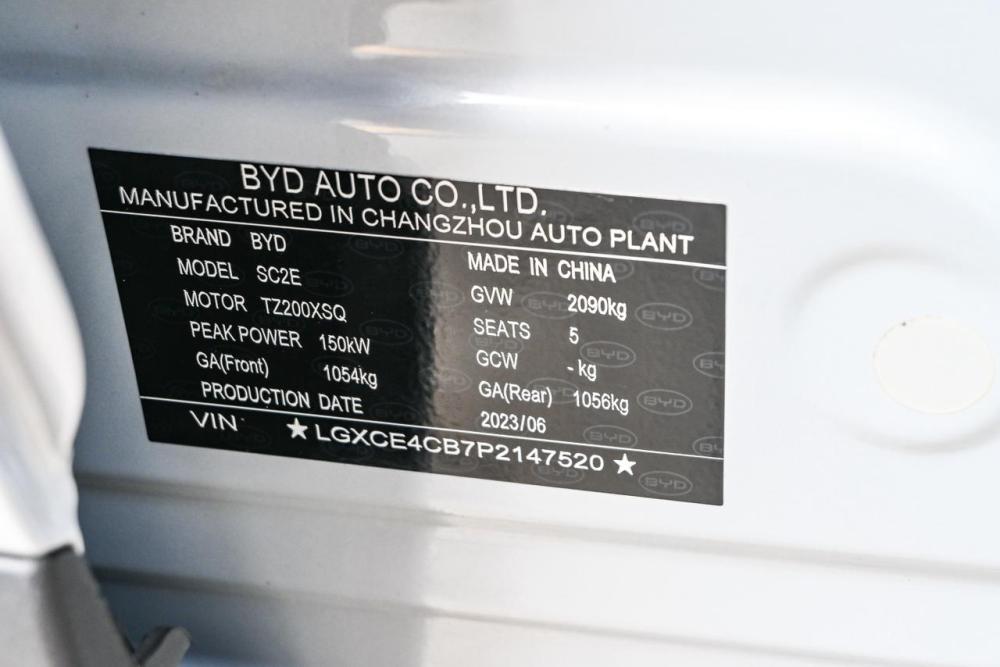 BYD AUTO CO.,LTD.
MANUFACTURED IN CHANGZHOU AUTO PLANT
BRAND BYD
MADE IN CHINA
MODEL SC2E
GVW 2090kg
MOTOR TZ200XSQ
SEATS 5
PEAK POWER 150kW
GCW - kg
GA(Front) 1054kg
GA(Rear) 1056kg
PRODUCTION DATE 2023/06
VIN ★LGXCE4CB7P2147520★